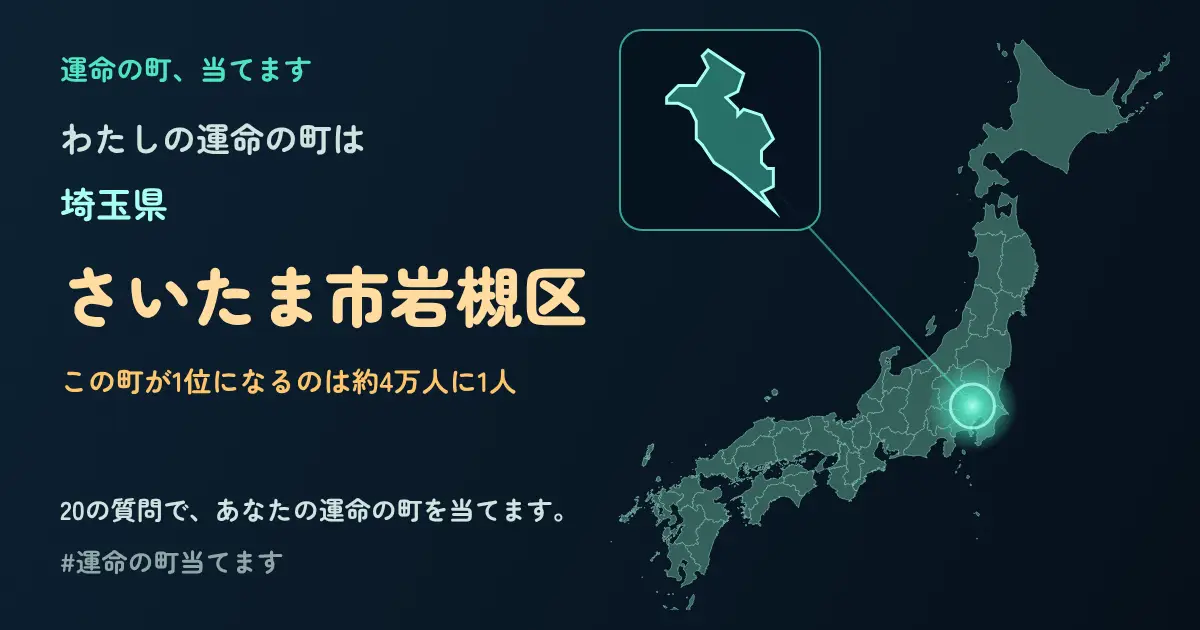 運命の町、当てます
わたしの運命の町は
埼玉県
さいたま市岩槻区
この町が1位になるのは約4万人に1人
20の質問で、あなたの運命の町を当てます。
#運命の町当てます